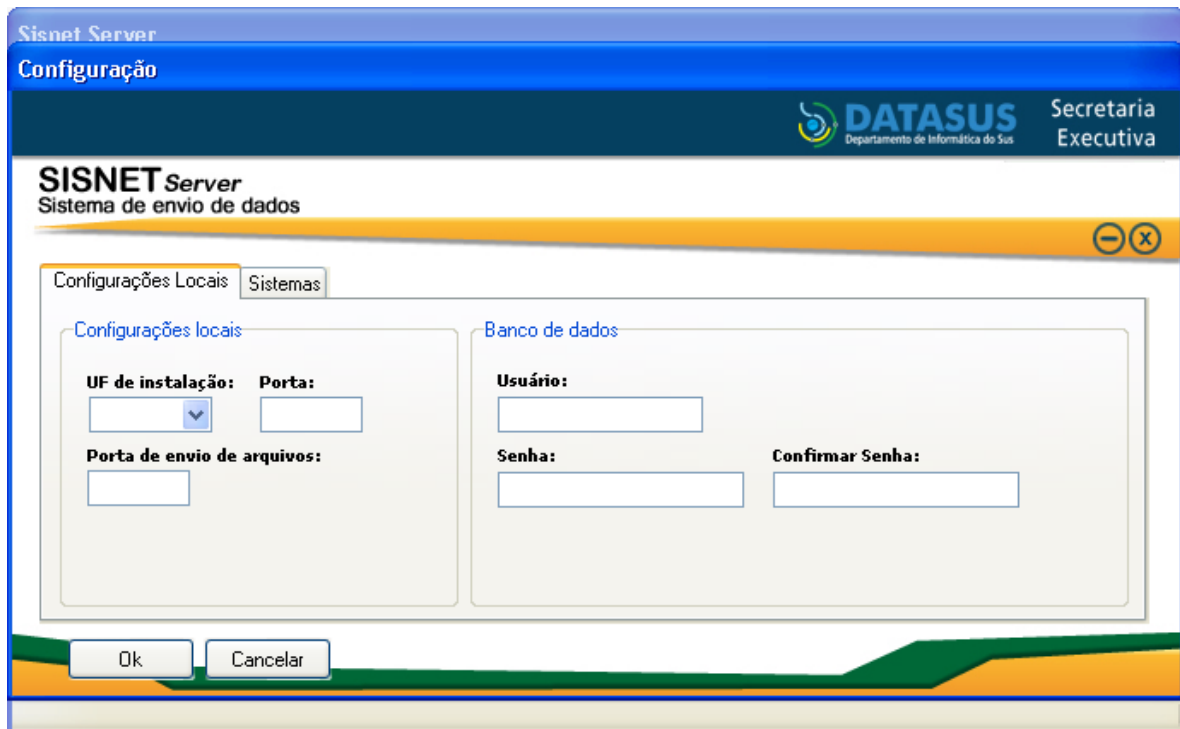 Sisnet Server
Configuração
DATASUS
Departamento de Informática do Sus
Secretaria
Executiva
SISNET Server
Sistema de envio de dados
Configurações Locais
Sistemas
Configurações locais
Banco de dados
UF de instalação:
Porta:
Usuário:
Porta de envio de arquivos:
Senha:
Confirmar Senha:
Ok
Cancelar